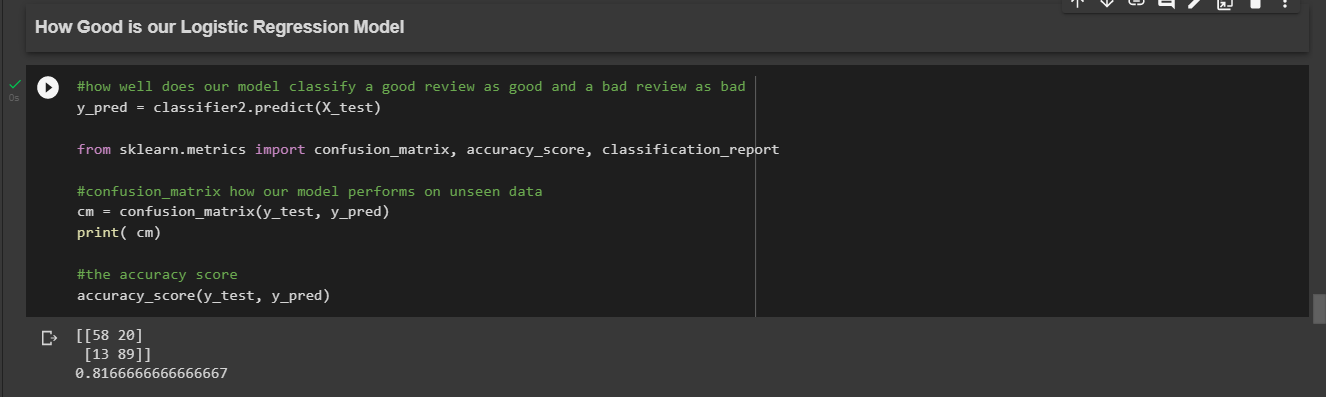 How Good is our Logistic Regression Model
0s
#how well does our model classify a good review as good and a bad review as bad
y_pred = classifier2.predict(X_test)
from sklearn.metrics import confusion_matrix, accuracy_score, classification_report
#confusion_matrix how our model performs on unseen data
cm = confusion_matrix(y_test, y_pred)
print( cm)
#the accuracy score
accuracy_score(y_test, y_pred)
[[58 20]
[13 89]]
0.8166666666666667